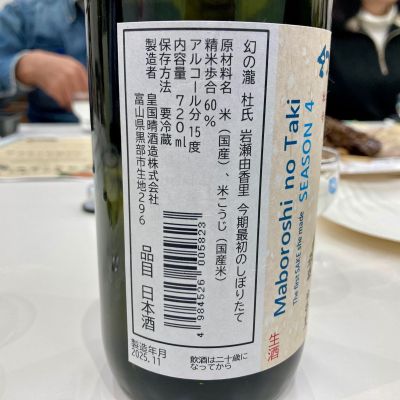 幻の瀧 杜氏 岩瀬由香里 今期最初のしぼりたて
原材料名 米(国産)、米こうじ(国産米)
精米歩合 60%
アルコール分 15度
内容量 720ml
保存方法 要冷蔵
製造者 皇国晴酒造株式会社
富山県黒部市生地296
4 984526 005823
品目 日本酒
製造年月
2025.11
飲酒は二十歳に
なってから
Maboroshi no Taki
The first SAKE she made
SEASON 4
生酒